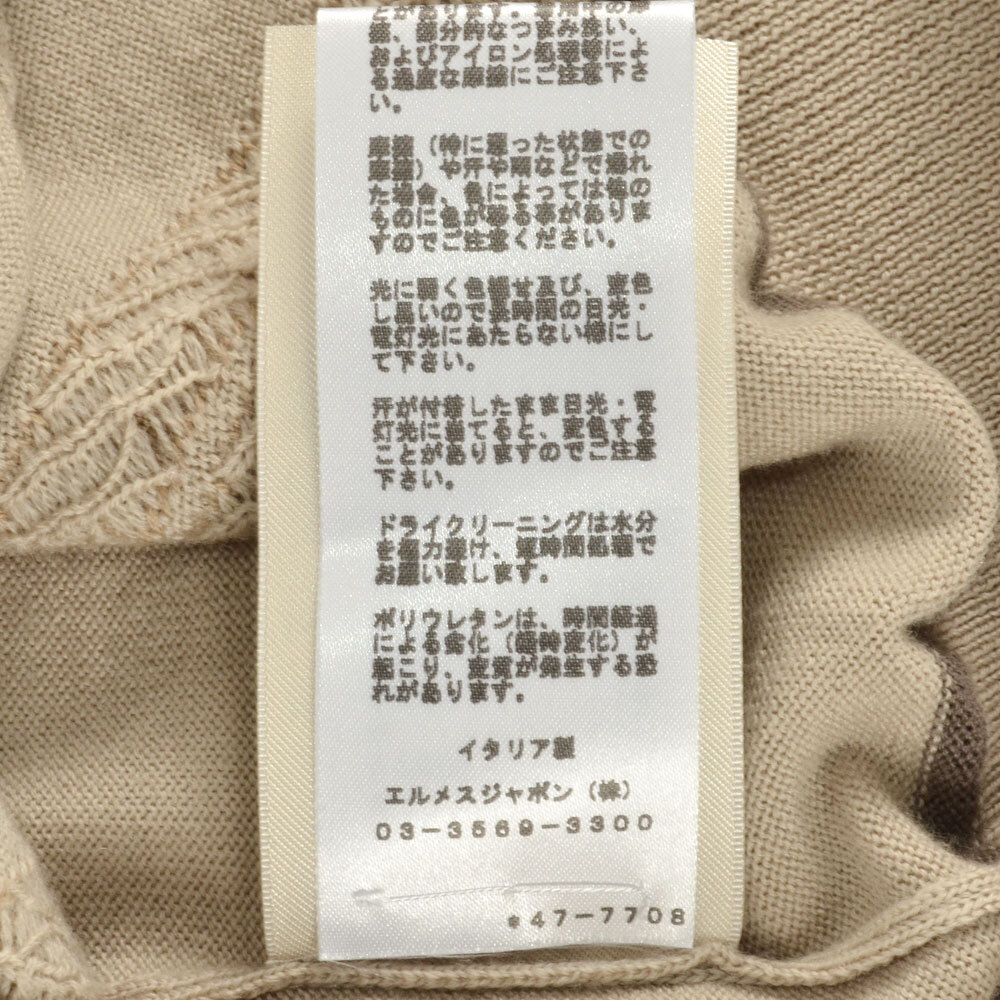 とがあります。着用中の摩
擦、部分的なつまみ洗い、
およびアイロン処理等によ
る過度な摩擦にご注意下さ
い。
摩擦（特に湿った状態での
摩擦）や汗や雨などで濡れ
た場合、色によっては他の
ものに色が移る事がありま
すのでご注意ください。
光に弱く色褪せ及び、変色
し易いので長時間の日光・
電灯光にあたらない様にし
て下さい。
汗が付着したまま日光・電
灯光に当てると、変色する
ことがありますのでご注意
下さい。
ドライクリーニングは水分
を極力避け、短時間処理で
お願い致します。
ポリウレタンは、時間経過
による劣化（経時変化）が
起こり、変質が発生する恐
れがあります。
イタリア製
エルメスジャポン（株）
03-3569-3300
*47-7708